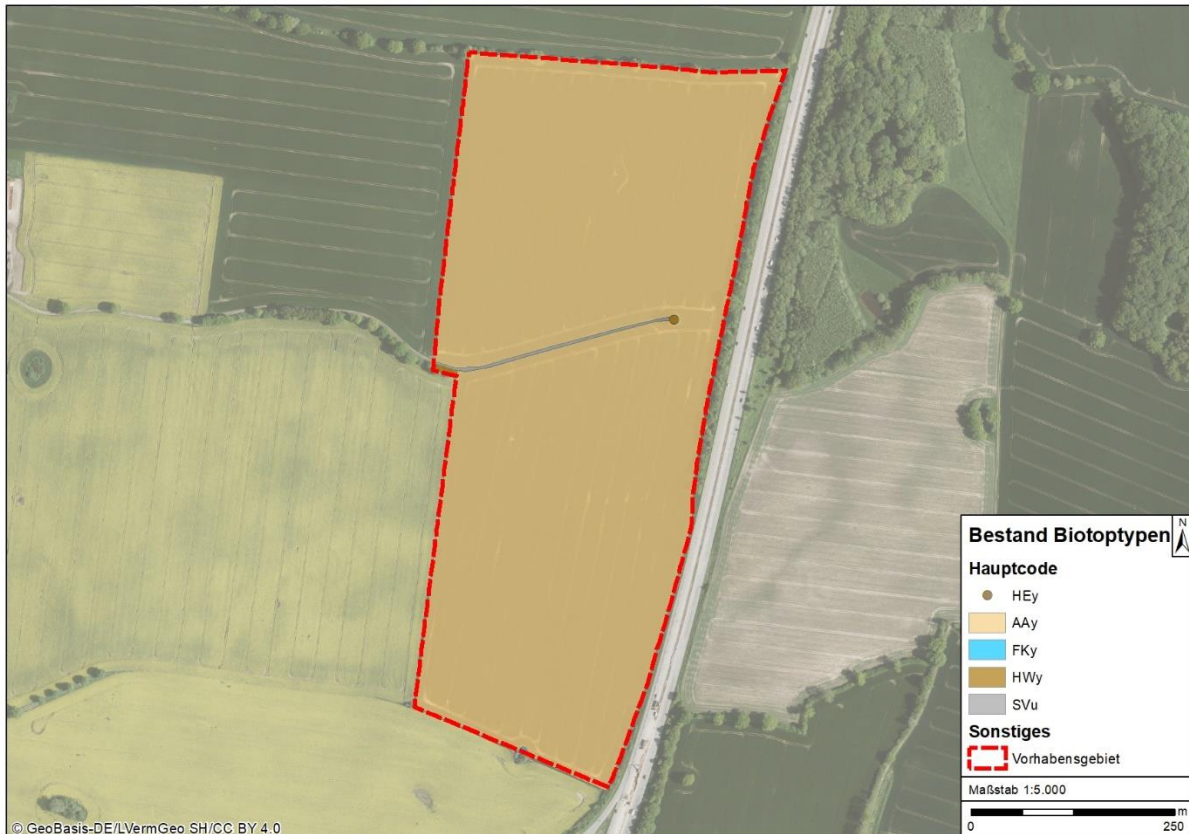 Bestand Biotoptypen
N
Hauptcode
HEy
AAy
FKy
HWy
SVu
Sonstiges
Vorhabensgebiet
Maßstab 1:5.000
m
0 250
© GeoBasis-DE/LVermGeo SH/CC BY 4.0